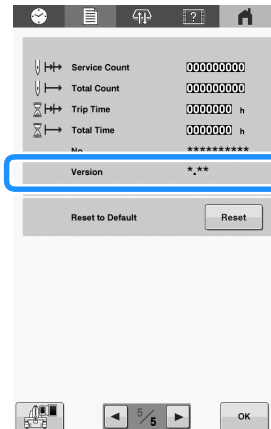 ?
Service Count 000000000
Total Count 000000000
Trip Time 0000000 h
Total Time 0000000 h
No. **********
Version *.**
Reset to Default Reset
5/5 OK